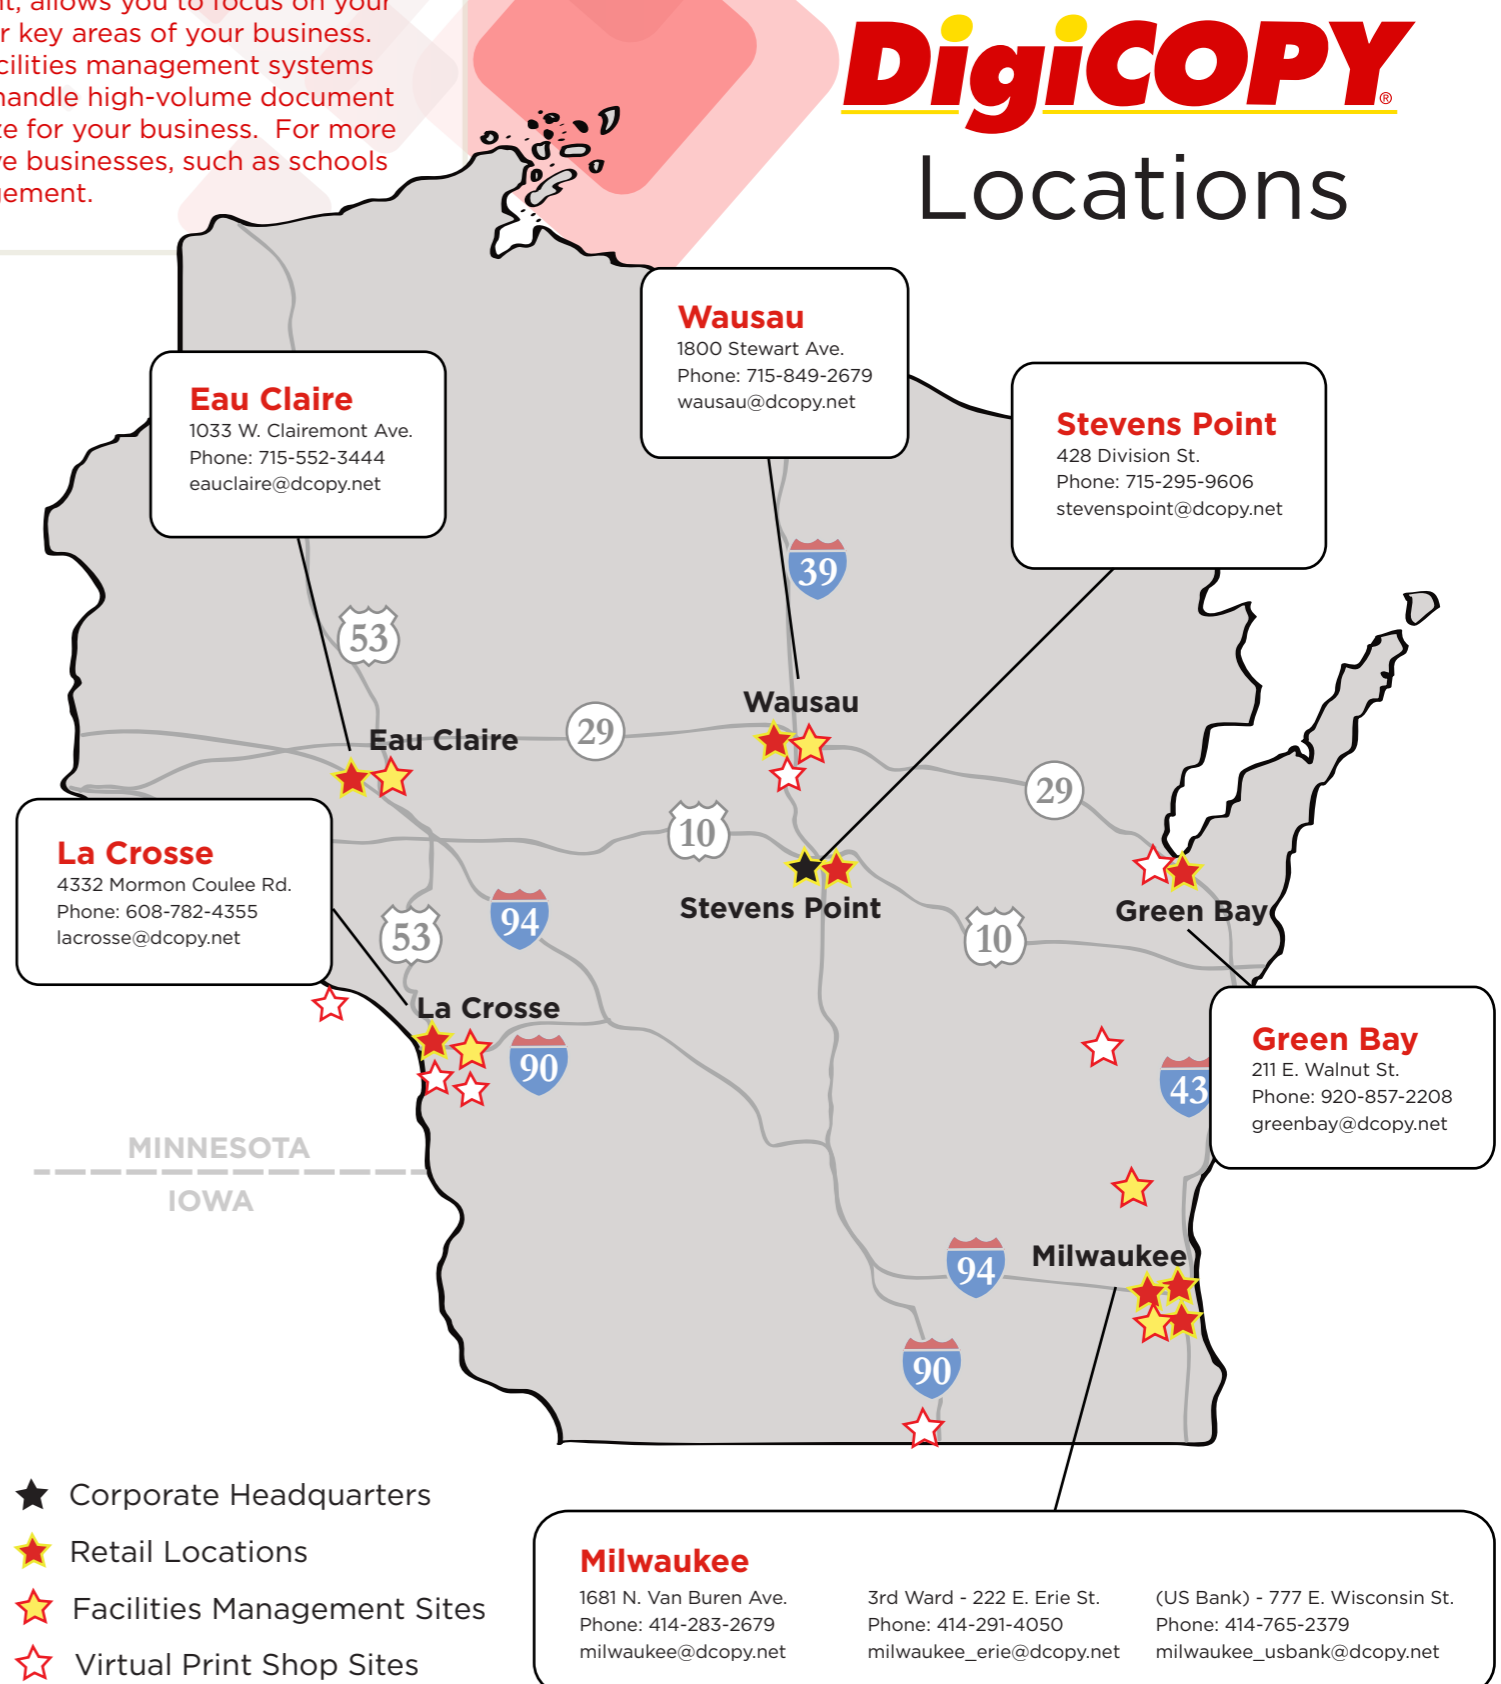 nt, allows you to focus on your
r key areas of your business.
cilities management systems
handle high-volume document
ze for your business.  For more
ve businesses, such as schools
gement.
DigiCOPY®
Locations
Wausau
1800 Stewart Ave.
Phone: 715-849-2679
wausau@dcopy.net
Eau Claire
1033 W. Clairemont Ave.
Phone: 715-552-3444
eauclaire@dcopy.net
Stevens Point
428 Division St.
Phone: 715-295-9606
stevenspoint@dcopy.net
39
53
Wausau
Eau Claire
29
29
10
La Crosse
4332 Mormon Coulee Rd.
Phone: 608-782-4355
lacrosse@dcopy.net
Stevens Point
Green Bay
94
53
10
La Crosse
90
43
Green Bay
211 E. Walnut St.
Phone: 920-857-2208
greenbay@dcopy.net
MINNESOTA
IOWA
Milwaukee
94
90
Corporate Headquarters
Retail Locations
Facilities Management Sites
Virtual Print Shop Sites
Milwaukee
1681 N. Van Buren Ave.
Phone: 414-283-2679
milwaukee@dcopy.net
3rd Ward - 222 E. Erie St.
Phone: 414-291-4050
milwaukee_erie@dcopy.net
(US Bank) - 777 E. Wisconsin St.
Phone: 414-765-2379
milwaukee_usbank@dcopy.net